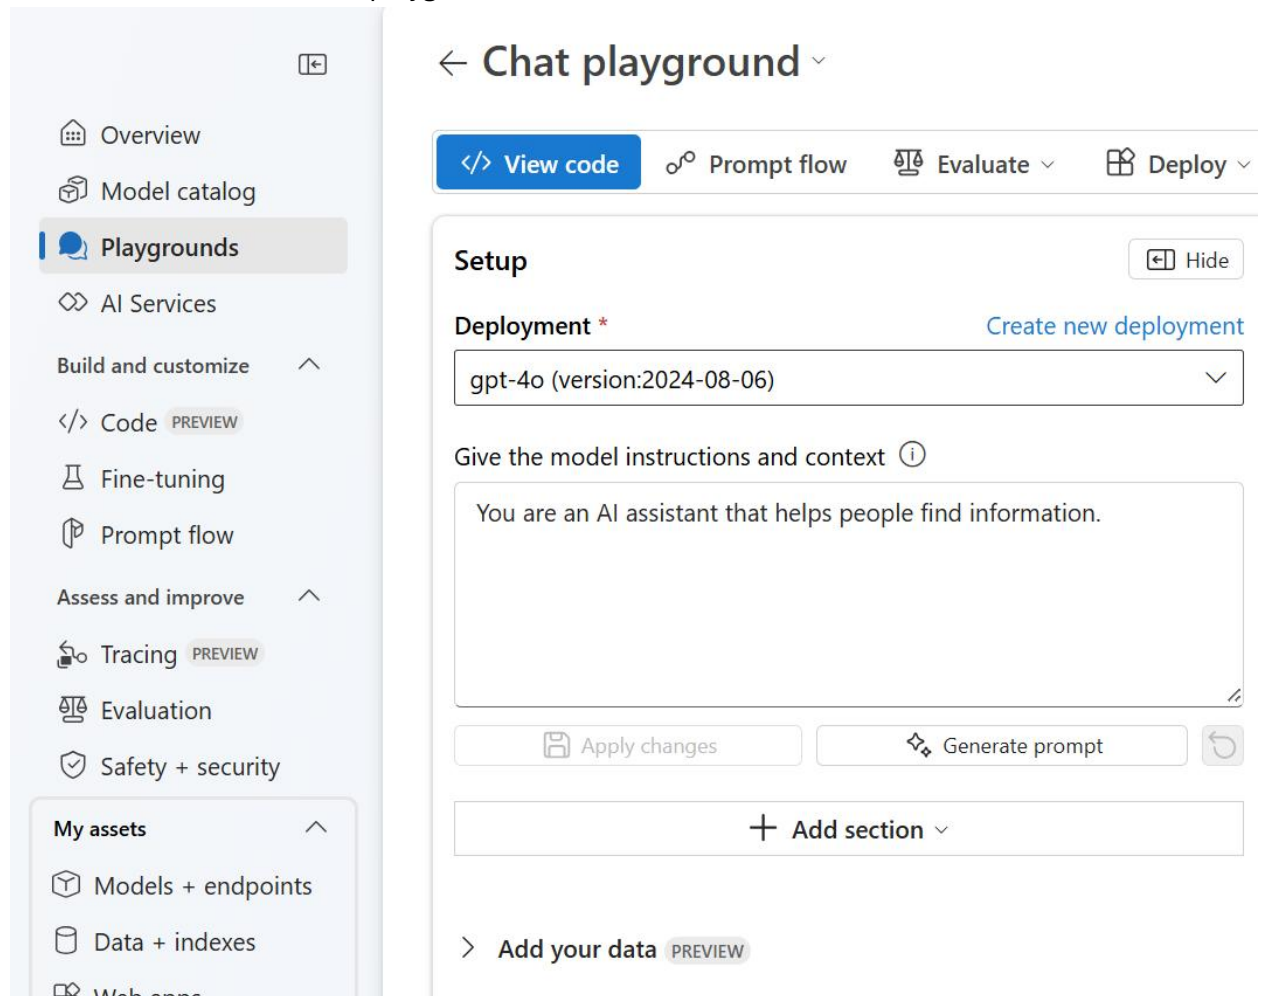 Chat playground
Overview
Model catalog
Playgrounds
AI Services
Build and customize
Code PREVIEW
Fine-tuning
Prompt flow
Assess and improve
Tracing PREVIEW
Evaluation
Safety + security
My assets
Models + endpoints
Data + indexes
Web apps
</> View code
Prompt flow
Evaluate
Deploy
Setup
Hide
Deployment *
Create new deployment
gpt-4o (version:2024-08-06)
Give the model instructions and context
You are an AI assistant that helps people find information.
Apply changes
Generate prompt
+ Add section
Add your data PREVIEW